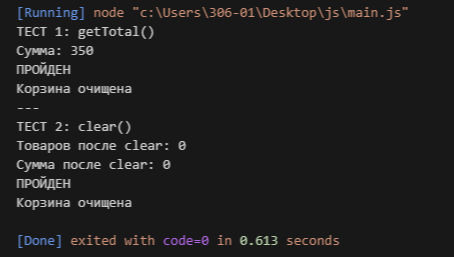 [Running] node "c:\Users\306-01\Desktop\js\main.js"
ТЕСТ 1: getTotal()
Сумма: 350
ПРОЙДЕН
Корзина очищена
---
ТЕСТ 2: clear()
Товаров после clear: 0
Сумма после clear: 0
ПРОЙДЕН
Корзина очищена
[Done] exited with code=0 in 0.613 seconds